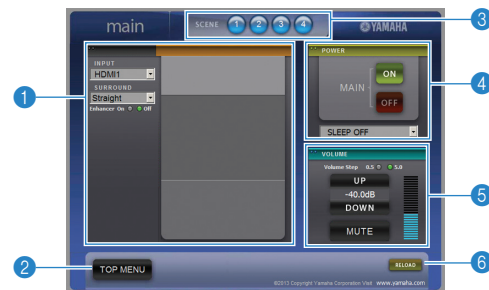 main
SCENE 1 2 3 4
YAMAHA
3
INPUT
HDMI1
SURROUND
Straight
Enhancer On Off
1
POWER
MAIN
ON
OFF
SLEEP OFF
4
VOLUME
Volume Step 0.5 5.0
UP
-40.0dB
DOWN
MUTE
5
2
TOP MENU
RELOAD
6
©2013 Copyright Yamaha Corporation Visit www.yamaha.com